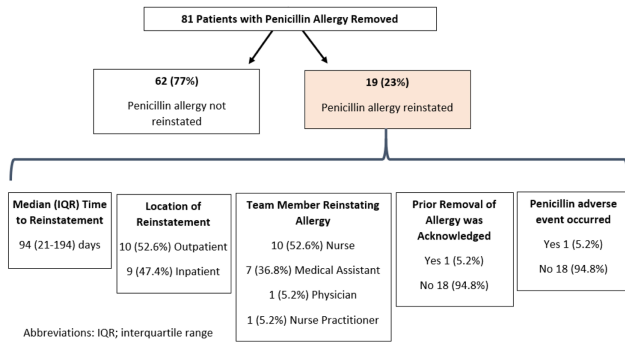 81 Patients with Penicillin Allergy Removed
62 (77%)
Penicillin allergy not
reinstated
19 (23%)
Penicillin allergy reinstated
Median (IQR) Time
to Reinstatement
94 (21-194) days
Location of
Reinstatement
10 (52.6%) Outpatient
9 (47.4%) Inpatient
Team Member Reinstating
Allergy
10 (52.6%) Nurse
7 (36.8%) Medical Assistant
1 (5.2%) Physician
1 (5.2%) Nurse Practitioner
Prior Removal of
Allergy was
Acknowledged
Yes 1 (5.2%)
No 18 (94.8%)
Penicillin adverse
event occurred
Yes 1 (5.2%)
No 18 (94.8%)
Abbreviations: IQR; interquartile range